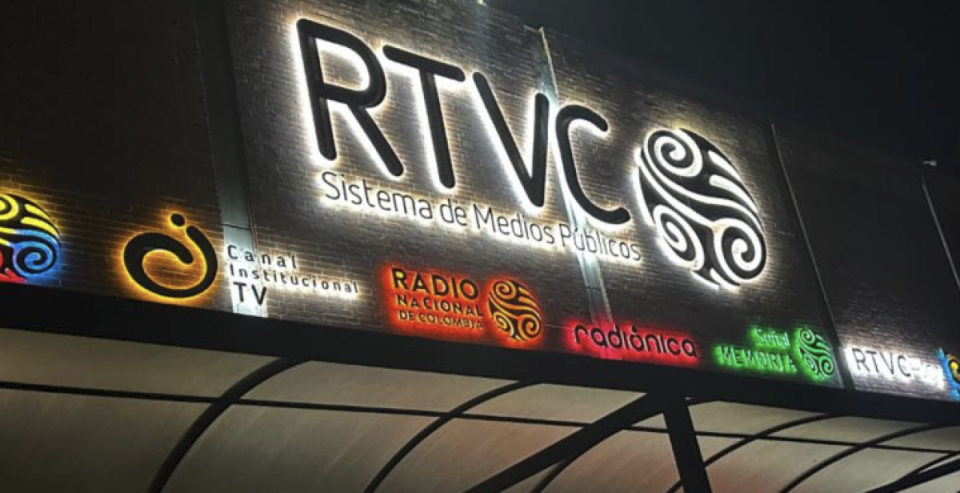 RTVC
Sistema de Medios Públicos
Canal
Institucional
TV
RADIO
NACIONAL
DE COLOMBIA
radiónica
Señal
MEMORIA
RTVC